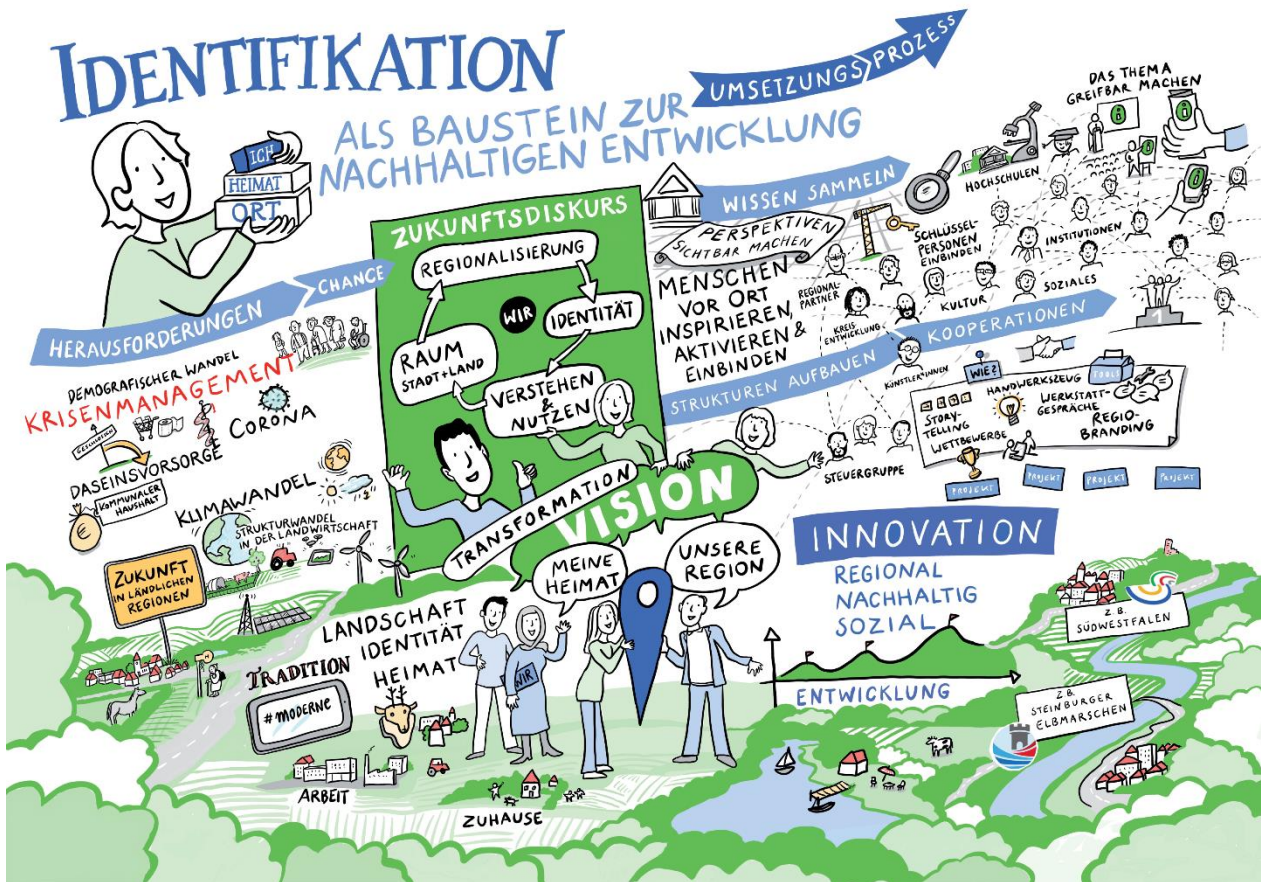 IDENTIFIKATION
ALS BAUSTEIN ZUR
NACHHALTIGEN ENTWICKLUNG
UMSETZUNGSPROZESS
ICH
HEIMAT
ORT
HERAUSFORDERUNGEN
CHANCE
DEMOGRAFISCHER WANDEL
KRISENMANAGEMENT
CORONA
DASEINSVORSORGE
KOMMUNALER
HAUSHALT
KLIMAWANDEL
STRUKTURWANDEL
IN DER LANDWIRTSCHAFT
ZUKUNFT
IN LÄNDLICHEN
REGIONEN
H
ZUKUNFTSDISKURS
REGIONALISIERUNG
WIR
IDENTITÄT
RAUM
STADT+LAND
VERSTEHEN
&
NUTZEN
TRANSFORMATION
VISION
WISSEN SAMMELN
PERSPEKTIVEN
SICHTBAR MACHEN
MENSCHEN
VOR ORT
INSPIRIEREN,
AKTIVIEREN &
EINBINDEN
STRUKTUREN AUFBAUEN
KOOPERATIONEN
DAS THEMA
GREIFBAR MACHEN
HOCHSCHULEN
SCHLÜSSEL-
PERSONEN
EINBINDEN
INSTITUTIONEN
REGIONAL-
PARTNER
KULTUR
SOZIALES
KREIS-
ENTWICKLUNG
KÜNSTLER*INNEN
1
STEUERGRUPPE
WIE?
HANDWERKSZEUG
TOOLS
STORY-
TELLING
WERKSTATT-
GESPRÄCHE
WETTBEWERBE
REGIO-
BRANDING
PROJEKT
PROJEKT
PROJEKT
PROJEKT
MEINE
HEIMAT
UNSERE
REGION
LANDSCHAFT
IDENTITÄT
HEIMAT
WIR
TRADITION
#MODERNE
ARBEIT
ZUHAUSE
INNOVATION
REGIONAL
NACHHALTIG
SOZIAL
ENTWICKLUNG
Z.B.
SÜDWESTFALEN
Z.B.
STEINBURGER
ELBMARSCHEN